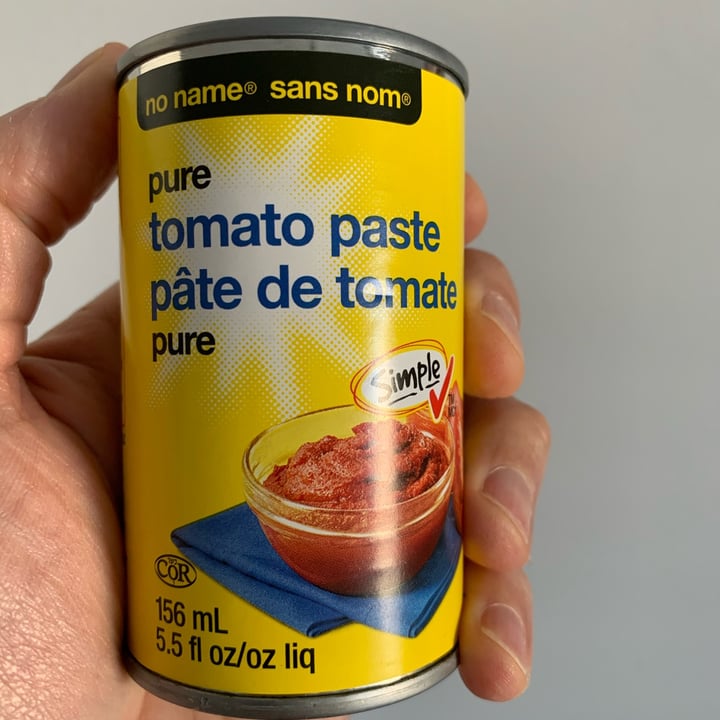 no name® sans nom®
pure
tomato paste
pâte de tomate
pure
Simple
COR
156 mL
5.5 fl oz/oz liq